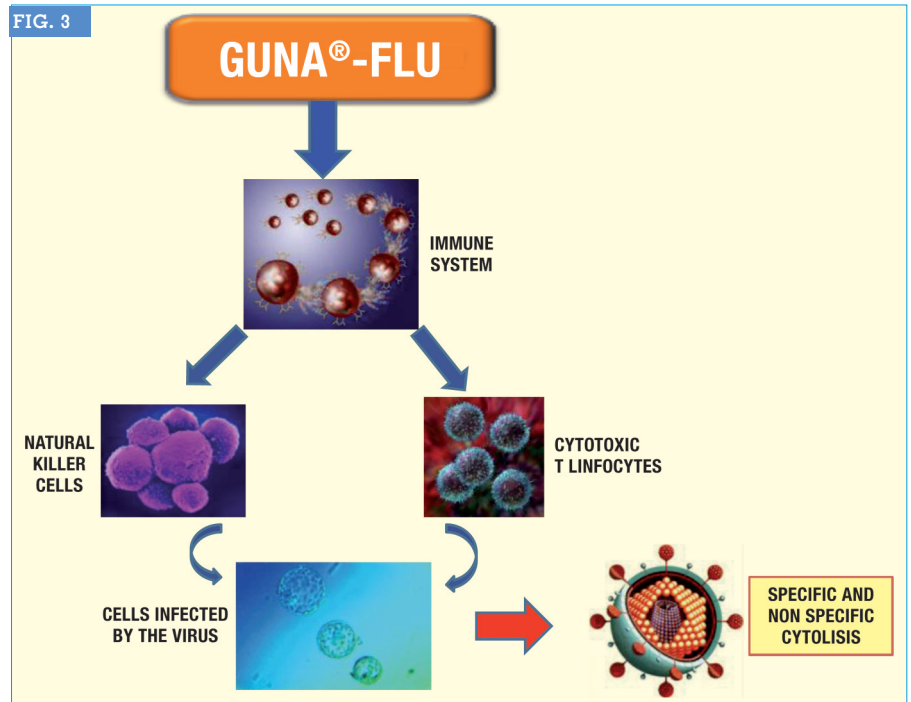 FIG. 3
GUNA®-FLU
IMMUNE
SYSTEM
NATURAL
KILLER
CELLS
CYTOTOXIC
T LINFOCYTES
CELLS INFECTED
BY THE VIRUS
SPECIFIC AND
NON SPECIFIC
CYTOLISIS